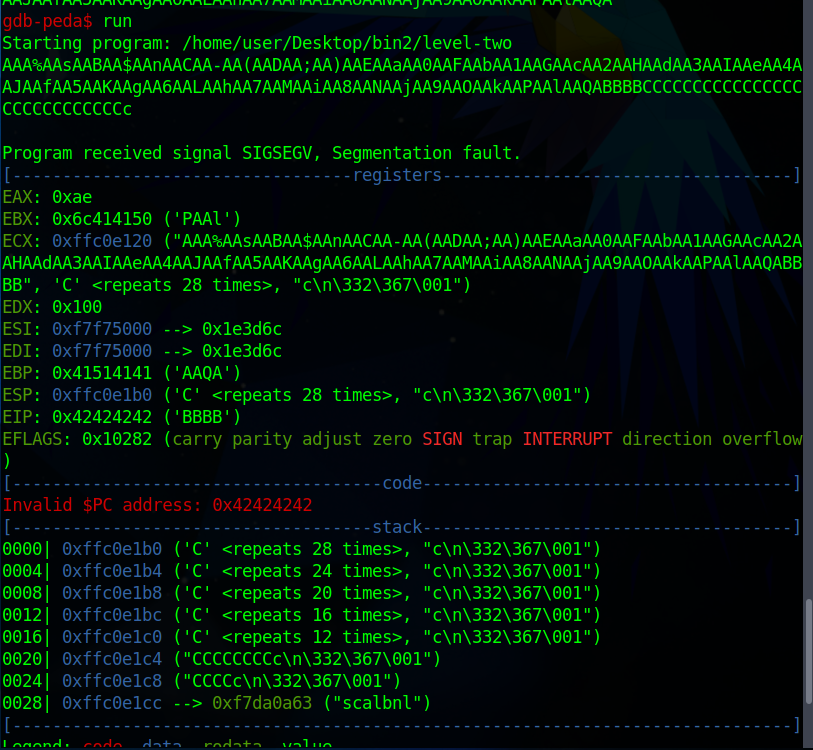 gdb-peda$ run
Starting program: /home/user/Desktop/bin2/level-two
AAA%AAsAABAA$AAnAACAA-AA(AADAA;AA)AAEAAaAA0AAFAAbAA1AAGAAcAA2AAHAAdAA3AAIAAeAA4A
AJAAfAA5AAKAAgAA6AALAAhAA7AAMAAiAA8AANAAjAA9AAOAAkAAPAAlAAQABBBBCCCCCCCCCCCCCCCC
CCCCCCCCCCCCc
Program received signal SIGSEGV, Segmentation fault.
[----------------------------------registers-----------------------------------]
EAX: 0xae
EBX: 0x6c414150 ('PAAl')
ECX: 0xffc0e120 ("AAA%AAsAABAA$AAnAACAA-AA(AADAA;AA)AAEAAaAA0AAFAAbAA1AAGAAcAA2A
AHAAdAA3AAIAAeAA4AAJAAfAA5AAKAAgAA6AALAAhAA7AAMAAiAA8AANAAjAA9AAOAAkAAPAAlAAQABB
BB", 'C' <repeats 28 times>, "c\n\332\367\001")
EDX: 0x100
ESI: 0xf7f75000 --> 0x1e3d6c
EDI: 0xf7f75000 --> 0x1e3d6c
EBP: 0x41514141 ('AAQA')
ESP: 0xffc0e1b0 ('C' <repeats 28 times>, "c\n\332\367\001")
EIP: 0x42424242 ('BBBB')
EFLAGS: 0x10282 (carry parity adjust zero SIGN trap INTERRUPT direction overflow
)
[-------------------------------------code-------------------------------------]
Invalid $PC address: 0x42424242
[------------------------------------stack-------------------------------------]
0000| 0xffc0e1b0 ('C' <repeats 28 times>, "c\n\332\367\001")
0004| 0xffc0e1b4 ('C' <repeats 24 times>, "c\n\332\367\001")
0008| 0xffc0e1b8 ('C' <repeats 20 times>, "c\n\332\367\001")
0012| 0xffc0e1bc ('C' <repeats 16 times>, "c\n\332\367\001")
0016| 0xffc0e1c0 ('C' <repeats 12 times>, "c\n\332\367\001")
0020| 0xffc0e1c4 ("CCCCCCCCc\n\332\367\001")
0024| 0xffc0e1c8 ("CCCCc\n\332\367\001")
0028| 0xffc0e1cc --> 0xf7da0a63 ("scalbnl")
[------------------------------------------------------------------------------]
Legend: code, data, rodata, value